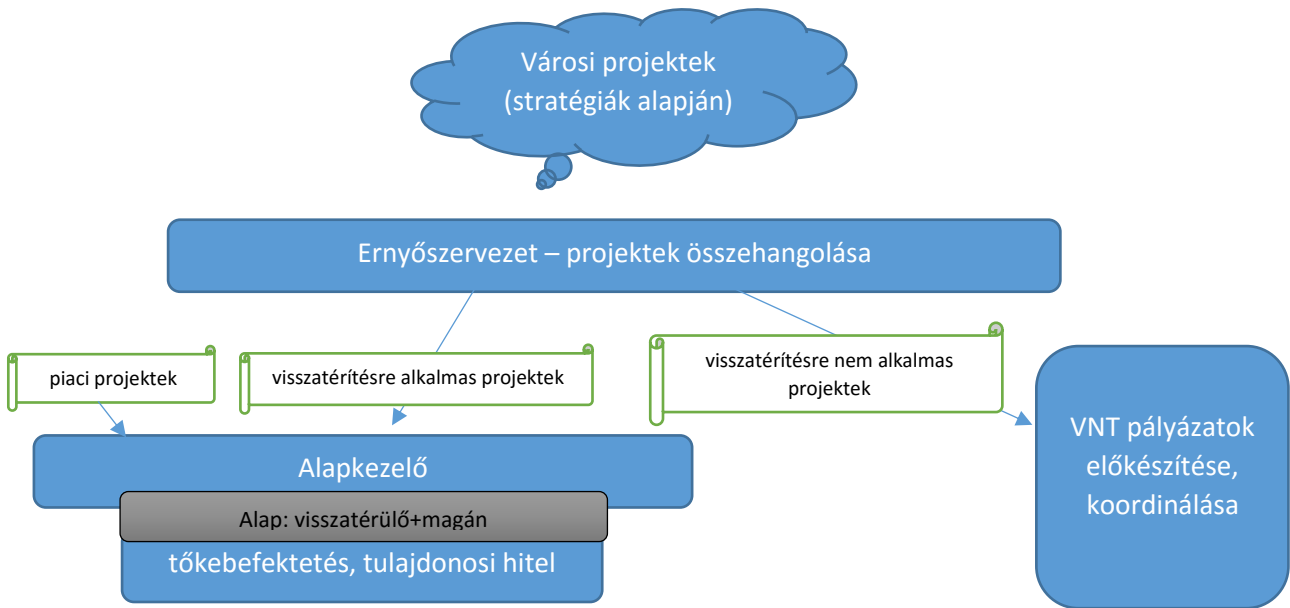 Városi projektek
(stratégiák alapján)
Ernyőszervezet – projektek összehangolása
piaci projektek
visszatérítésre alkalmas projektek
visszatérítésre nem alkalmas
projektek
VNT pályázatok
előkészítése,
koordinálása
Alapkezelő
Alap: visszatérülő+magán
tőkebefektetés, tulajdonosi hitel